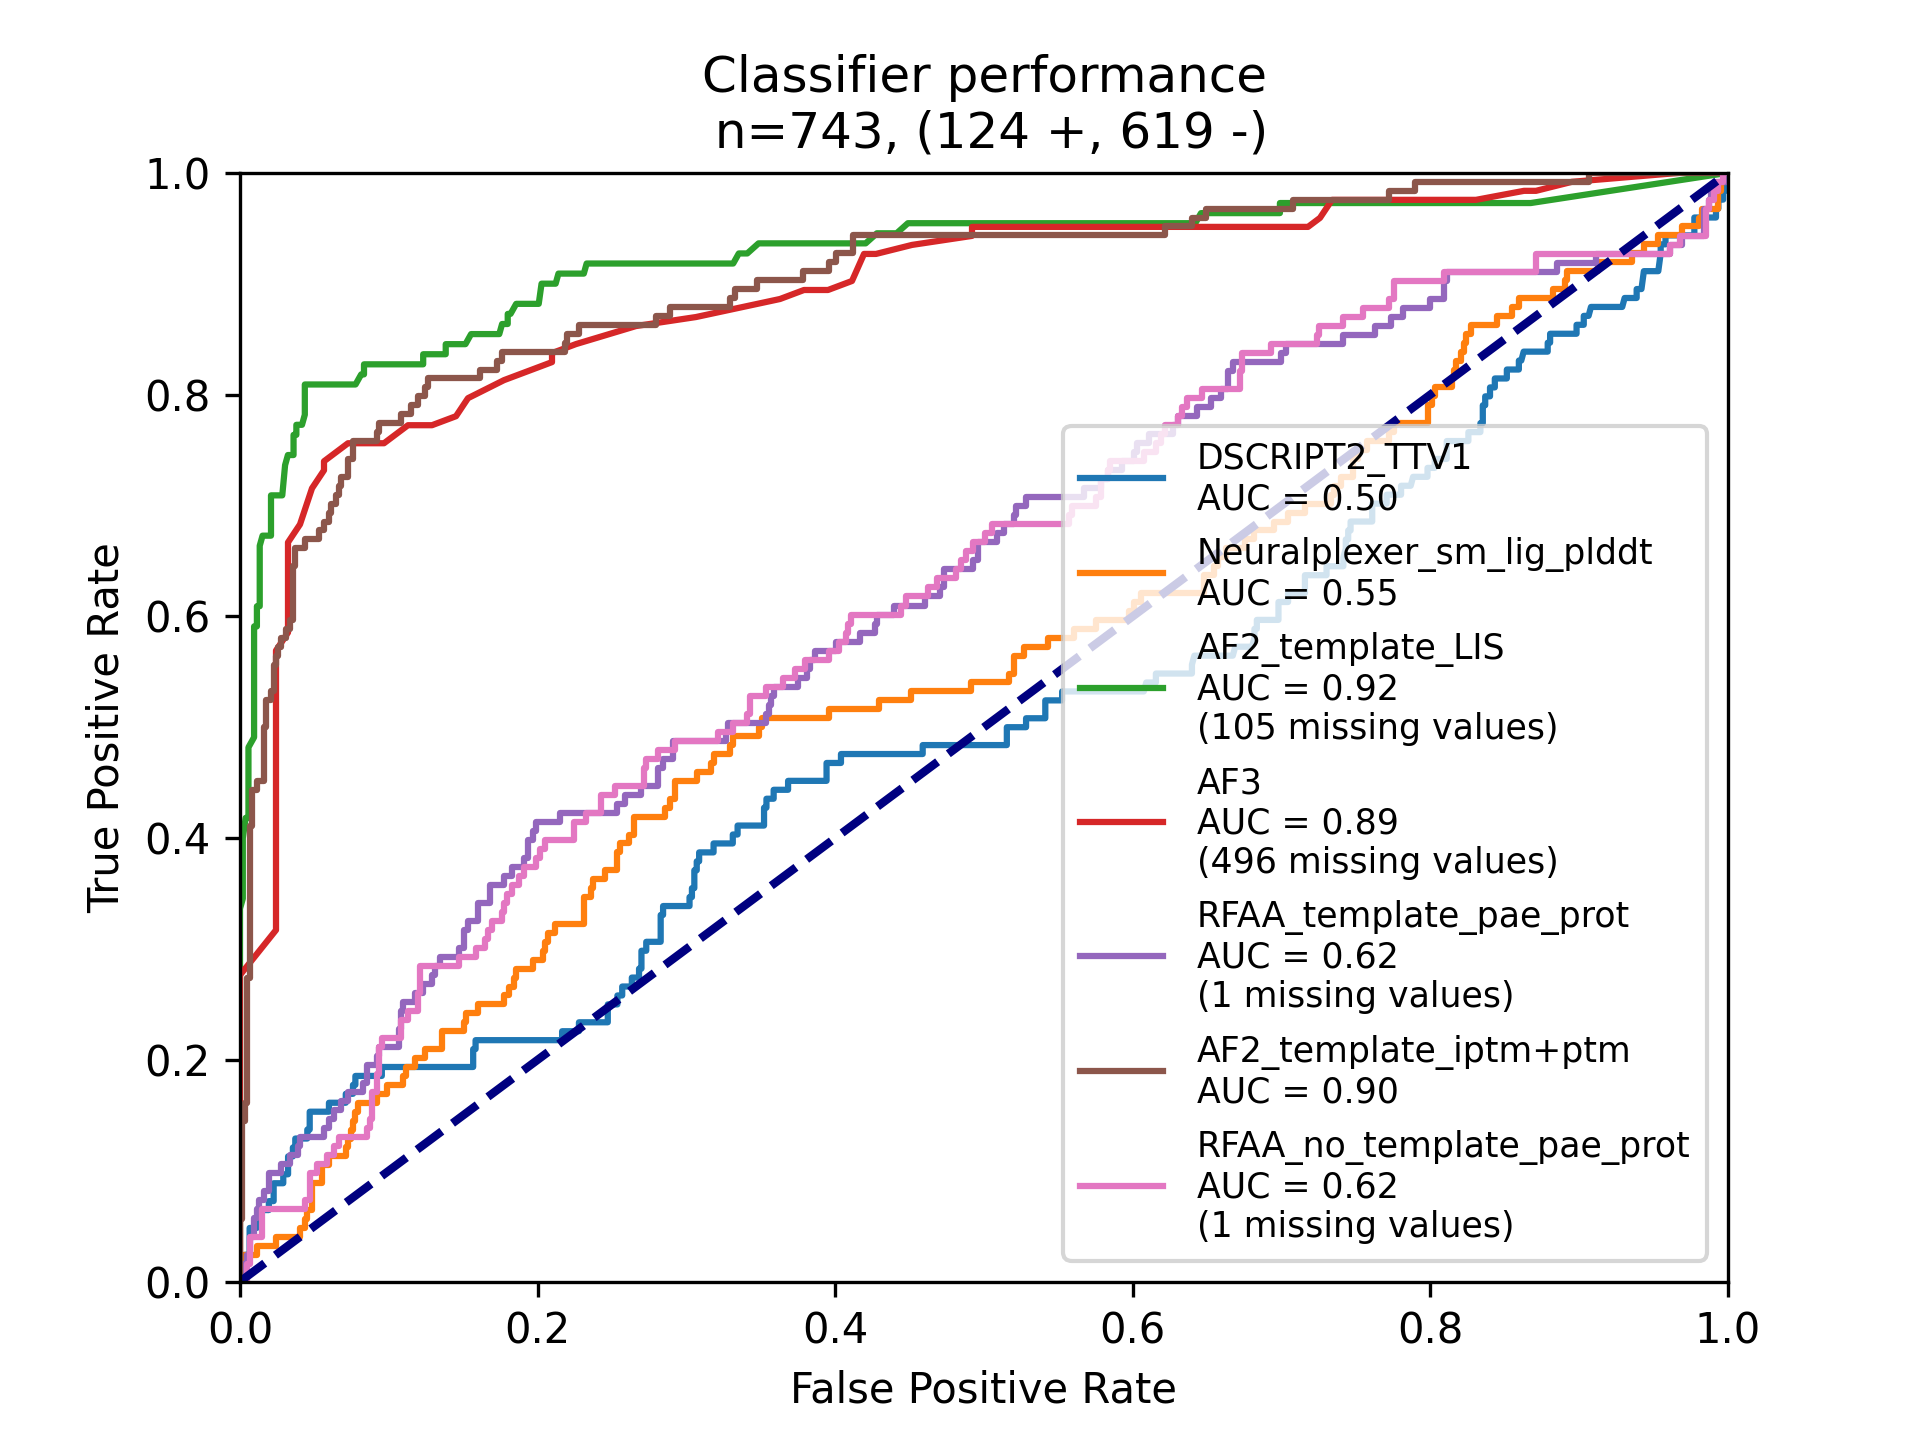 Classifier performance
n=743, (124 +, 619 -)
True Positive Rate
1.0
0.8
0.6
0.4
0.2
0.0
0.0 0.2 0.4 0.6 0.8 1.0
False Positive Rate
DSCRIPT2_TTV1
AUC = 0.50
Neuralplexer_sm_lig_plddt
AUC = 0.55
AF2_template_LIS
AUC = 0.92
(105 missing values)
AF3
AUC = 0.89
(496 missing values)
RFAA_template_pae_prot
AUC = 0.62
(1 missing values)
AF2_template_iptm+ptm
AUC = 0.90
RFAA_no_template_pae_prot
AUC = 0.62
(1 missing values)